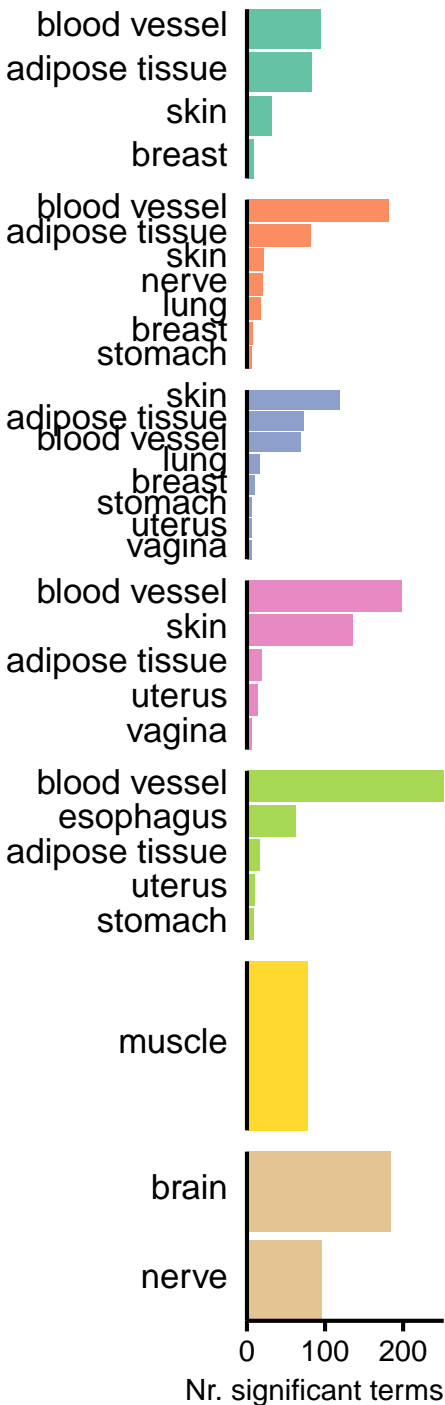 blood vessel
adipose tissue
skin
breast
blood vessel
adipose tissue
skin
nerve
lung
breast
stomach
skin
adipose tissue
blood vessel
lung
breast
stomach
uterus
vagina
blood vessel
skin
adipose tissue
uterus
vagina
blood vessel
esophagus
adipose tissue
uterus
stomach
muscle
brain
nerve
0 100 200
Nr. significant terms